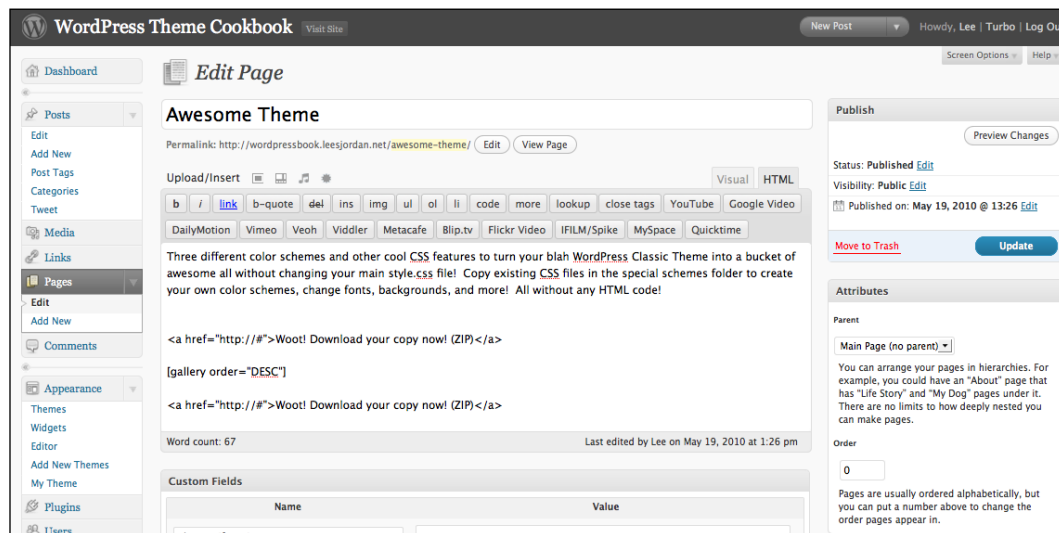 WordPress Theme Cookbook Visit Site New Post Howdy, Lee | Turbo | Log Ou
Screen Options Help
Dashboard
Posts
Edit
Add New
Post Tags
Categories
Tweet
Media
Links
Pages
Edit
Add New
Comments
Appearance
Themes
Widgets
Editor
Add New Themes
My Theme
Plugins
Users
Edit Page
Awesome Theme
Permalink: http://wordpressbook.leesjordan.net/awesome-theme/ Edit View Page
Upload/Insert Visual HTML
b i link b-quote del ins img ul ol li code more lookup close tags YouTube Google Video
DailyMotion Vimeo Veoh Viddler Metacafe Blip.tv Flickr Video IFILM/Spike MySpace Quicktime
Three different color schemes and other cool CSS features to turn your blah WordPress Classic Theme into a bucket of
awesome all without changing your main style.css file! Copy existing CSS files in the special schemes folder to create
your own color schemes, change fonts, backgrounds, and more! All without any HTML code!
<a href="http://#">Woot! Download your copy now! (ZIP)</a>
[gallery order="DESC"]
<a href="http://#">Woot! Download your copy now! (ZIP)</a>
Word count: 67 Last edited by Lee on May 19, 2010 at 1:26 pm
Custom Fields
Name Value
Publish
Preview Changes
Status: Published Edit
Visibility: Public Edit
Published on: May 19, 2010 @ 13:26 Edit
Move to Trash Update
Attributes
Parent
Main Page (no parent)
You can arrange your pages in hierarchies. For
example, you could have an "About" page that
has "Life Story" and "My Dog" pages under it.
There are no limits to how deeply nested you
can make pages.
Order
0
Pages are usually ordered alphabetically, but
you can put a number above to change the
order pages appear in.